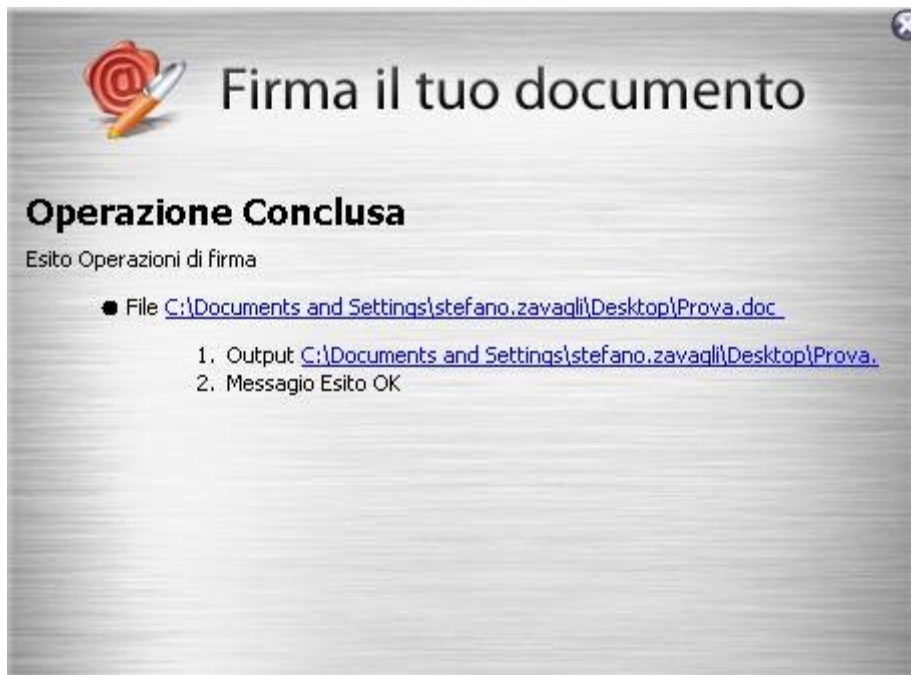 Firma il tuo documento
Operazione Conclusa
Esito Operazioni di firma
● File C:\Documents and Settings\stefano.zavagli\Desktop\Prova.doc
1. Output C:\Documents and Settings\stefano.zavagli\Desktop\Prova.
2. Messagio Esito OK